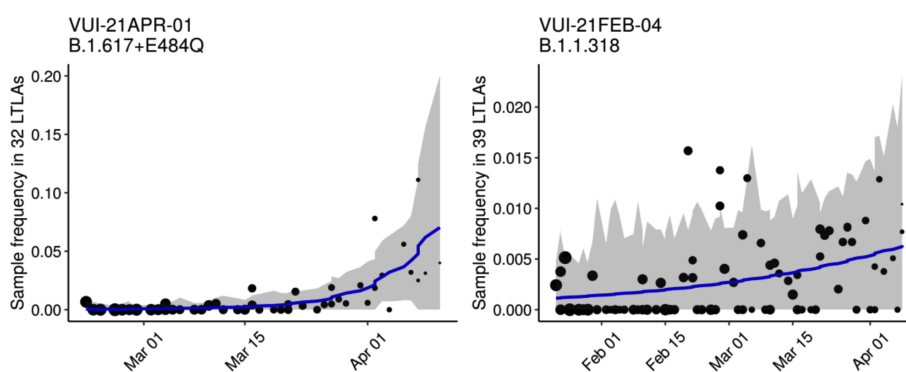 VUI-21APR-01
B.1.617+E484Q
Sample frequency in 32 LTLAs
0.20
0.15
0.10
0.05
0.00
Mar 01
Mar 15
Apr 01
VUI-21FEB-04
B.1.1.318
Sample frequency in 39 LTLAs
0.020
0.015
0.010
0.005
0.000
Feb 01
Feb 15
Mar 01
Mar 15
Apr 01